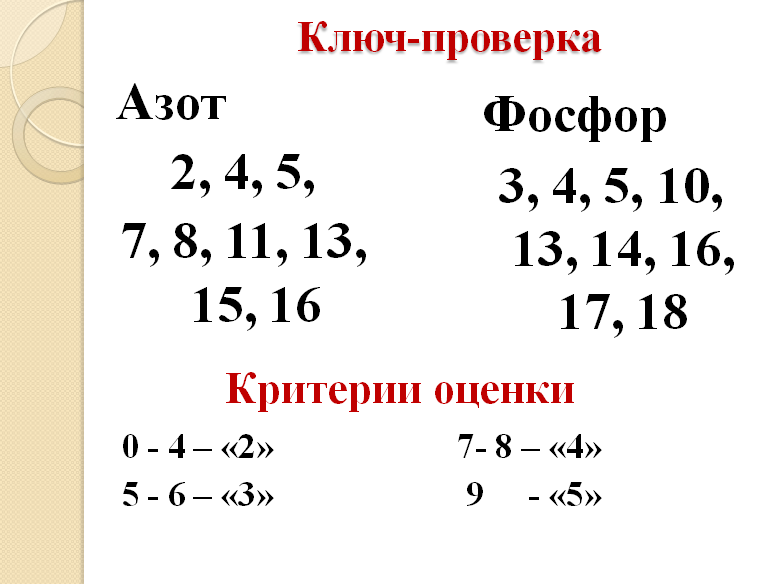 Ключ-проверка
Азот
2, 4, 5,
7, 8, 11, 13,
15, 16
Фосфор
3, 4, 5, 10,
13, 14, 16,
17, 18
Критерии оценки
0 - 4 – «2»
5 - 6 – «3»
7- 8 – «4»
9 - «5»